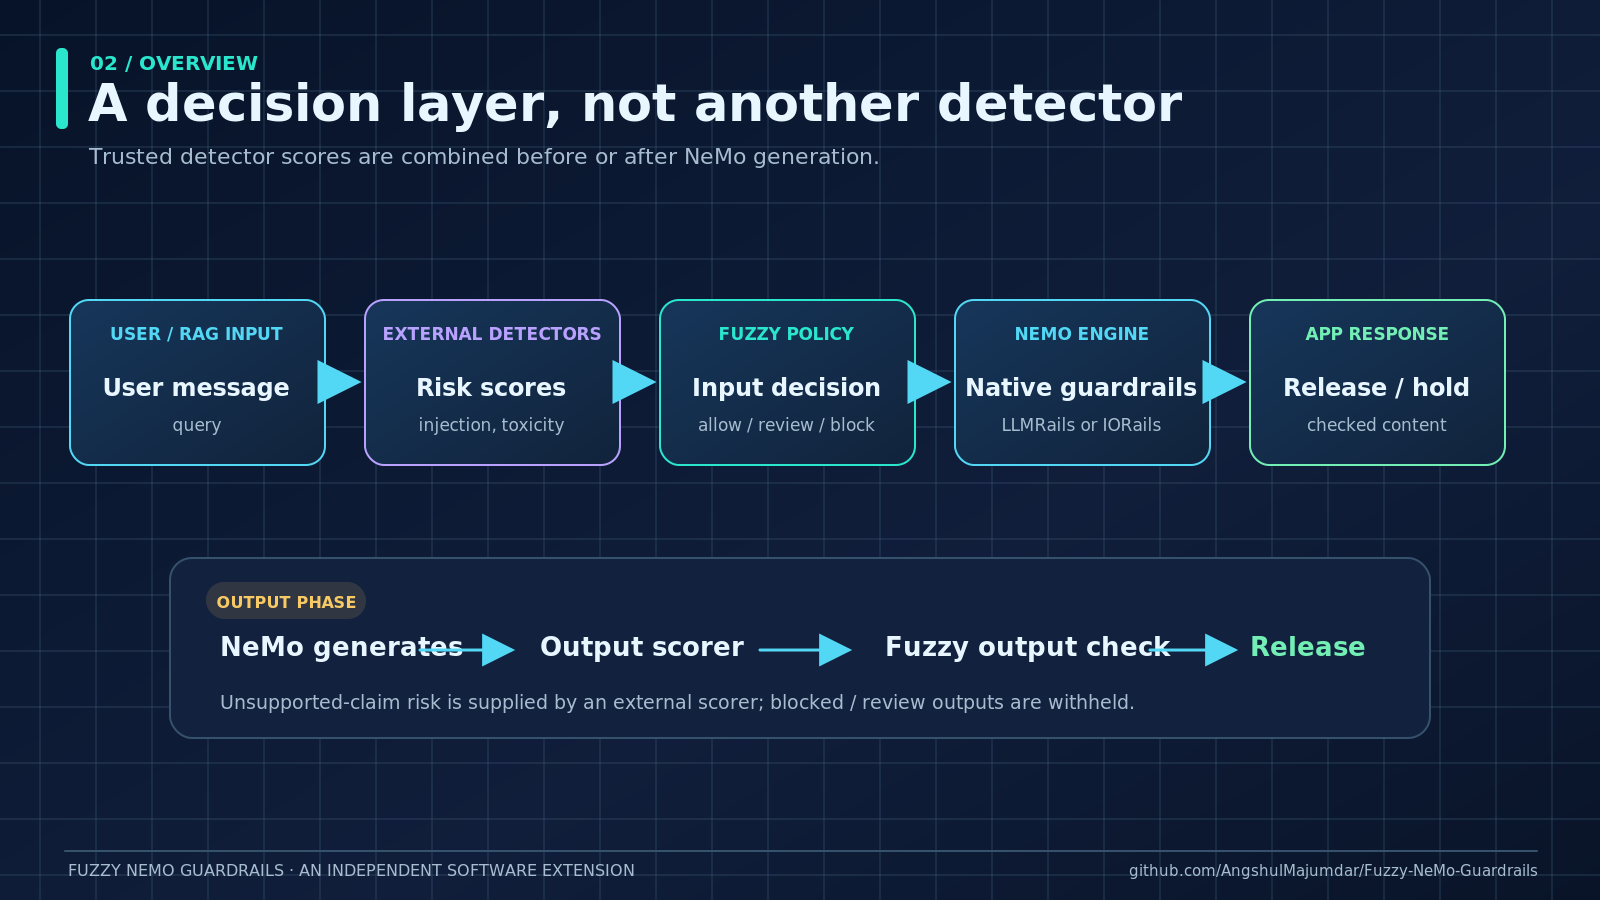 02 / OVERVIEW
A decision layer, not another detector
Trusted detector scores are combined before or after NeMo generation.
USER / RAG INPUT
User message
query
EXTERNAL DETECTORS
Risk scores
injection, toxicity
FUZZY POLICY
Input decision
allow / review / block
NEMO ENGINE
Native guardrails
LLMRails or IORails
APP RESPONSE
Release / hold
checked content
OUTPUT PHASE
NeMo generates
Output scorer
Fuzzy output check
Release
Unsupported-claim risk is supplied by an external scorer; blocked / review outputs are withheld.
FUZZY NEMO GUARDRAILS · AN INDEPENDENT SOFTWARE EXTENSION
github.com/AngshulMajumdar/Fuzzy-NeMo-Guardrails